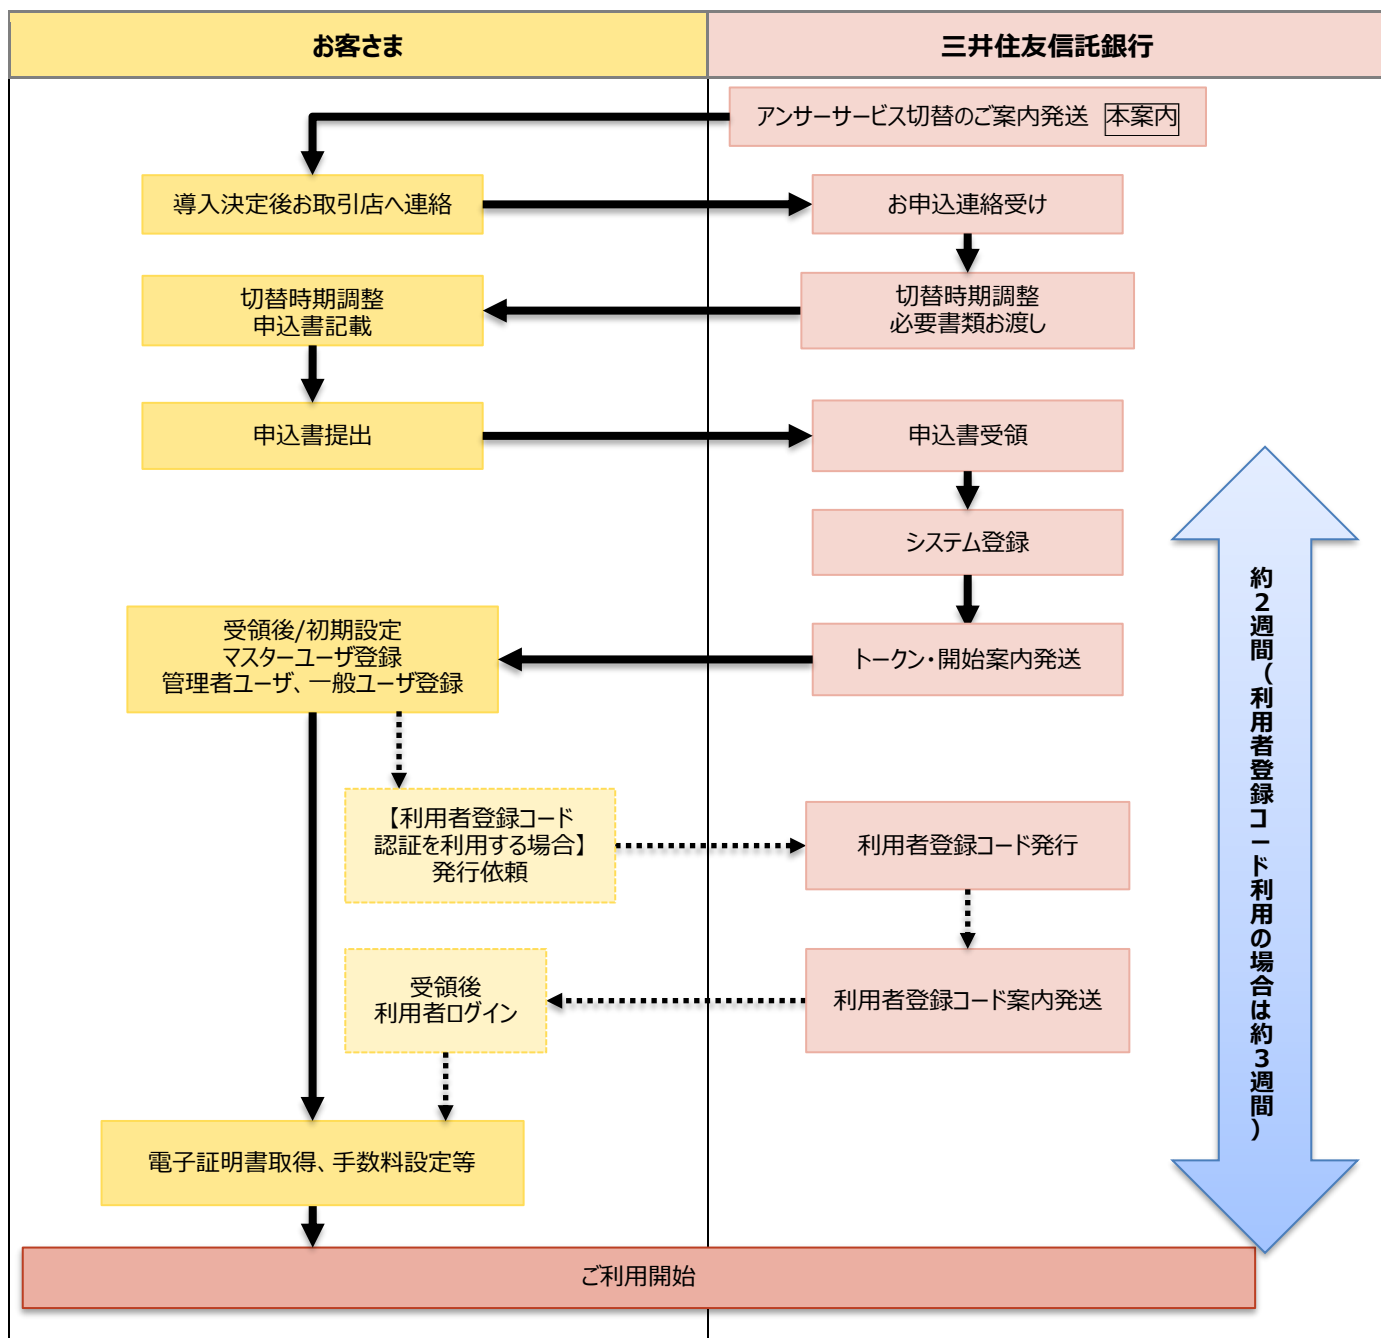 お客さま
三井住友信託銀行
アンサーサービス切替のご案内発送 本案内
導入決定後お取引店へ連絡
お申込連絡受け
切替時期調整
必要書類お渡し
切替時期調整
申込書記載
申込書提出
申込書受領
システム登録
トークン・開始案内発送
受領後/初期設定
マスターユーザ登録
管理者ユーザ、一般ユーザ登録
【利用者登録コード
認証を利用する場合】
発行依頼
利用者登録コード発行
利用者登録コード案内発送
受領後
利用者ログイン
電子証明書取得、手数料設定等
ご利用開始
約2週間(利用者登録コード利用の場合は約3週間)